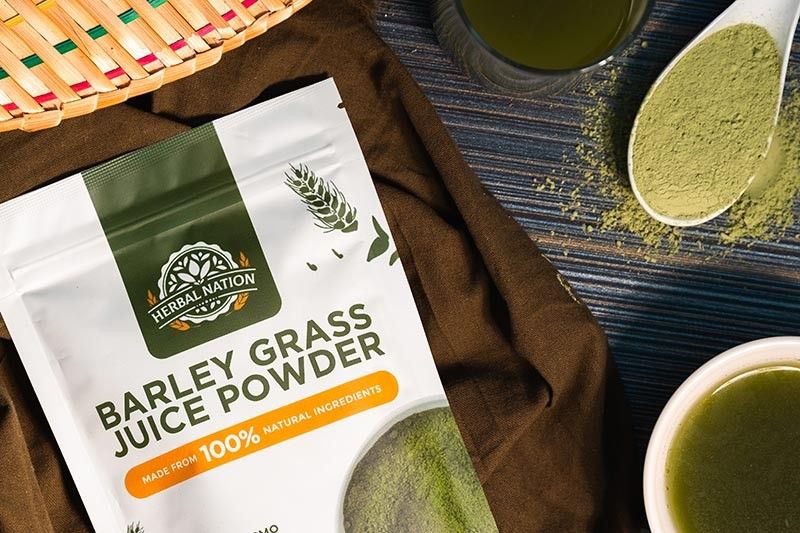 HERBAL NATION
BARLEY GRASS
JUICE POWDER
MADE FROM 100% NATURAL INGREDIENTS